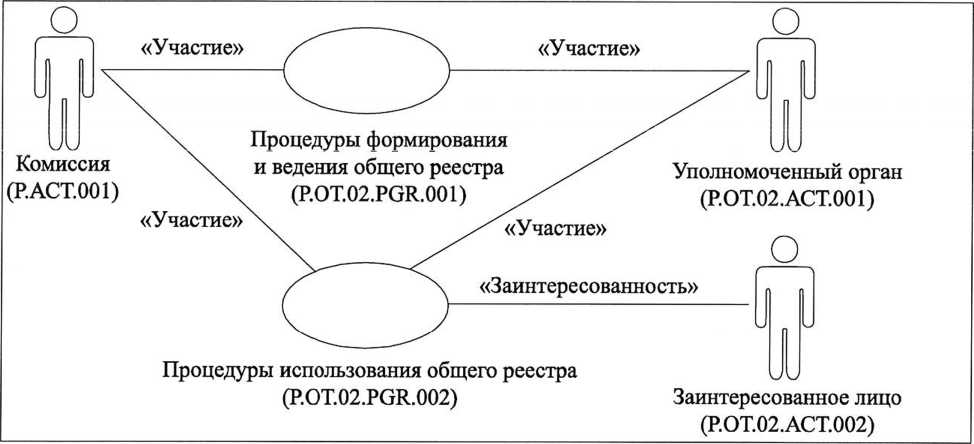 «Участие»
«Участие»
Процедуры формирования
и ведения общего реестра
(P.OT.02.PGR.001)
Комиссия
(P.ACT.001)
Уполномоченный орган
(P.OT.02.ACT.001)
«Участие»
«Участие»
«Заинтересованность»
Процедуры использования общего реестра
(P.OT.02.PGR.002)
Заинтересованное лицо
(P.OT.02.ACT.002)